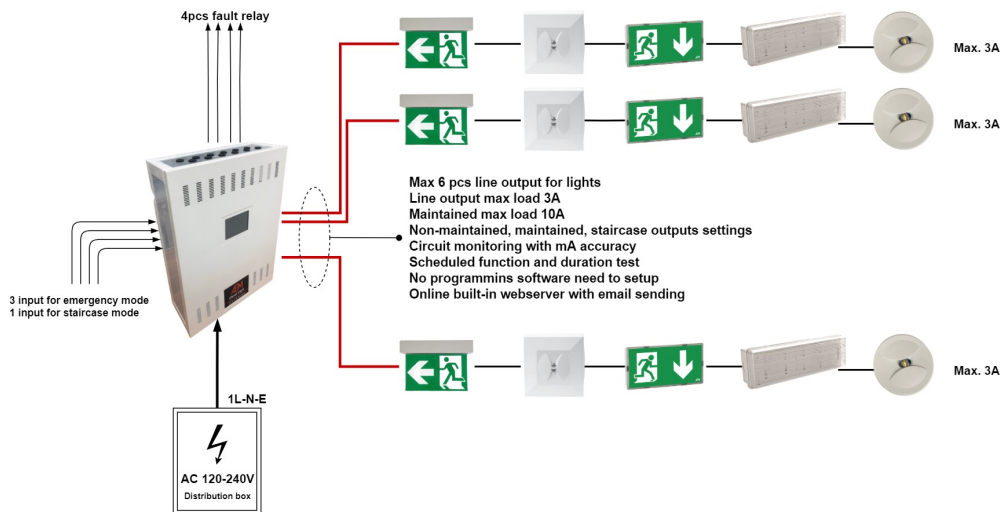 4pcs fault relay
Max. 3A
Max. 3A
Max 6 pcs line output for lights
Line output max load 3A
Maintained max load 10A
Non-maintained, maintained, staircase outputs settings
Circuit monitoring with mA accuracy
Scheduled function and duration test
No programmins software need to setup
Online built-in webserver with email sending
3 input for emergency mode
1 input for staircase mode
Max. 3A
1L-N-E
AC 120-240V
Distribution box